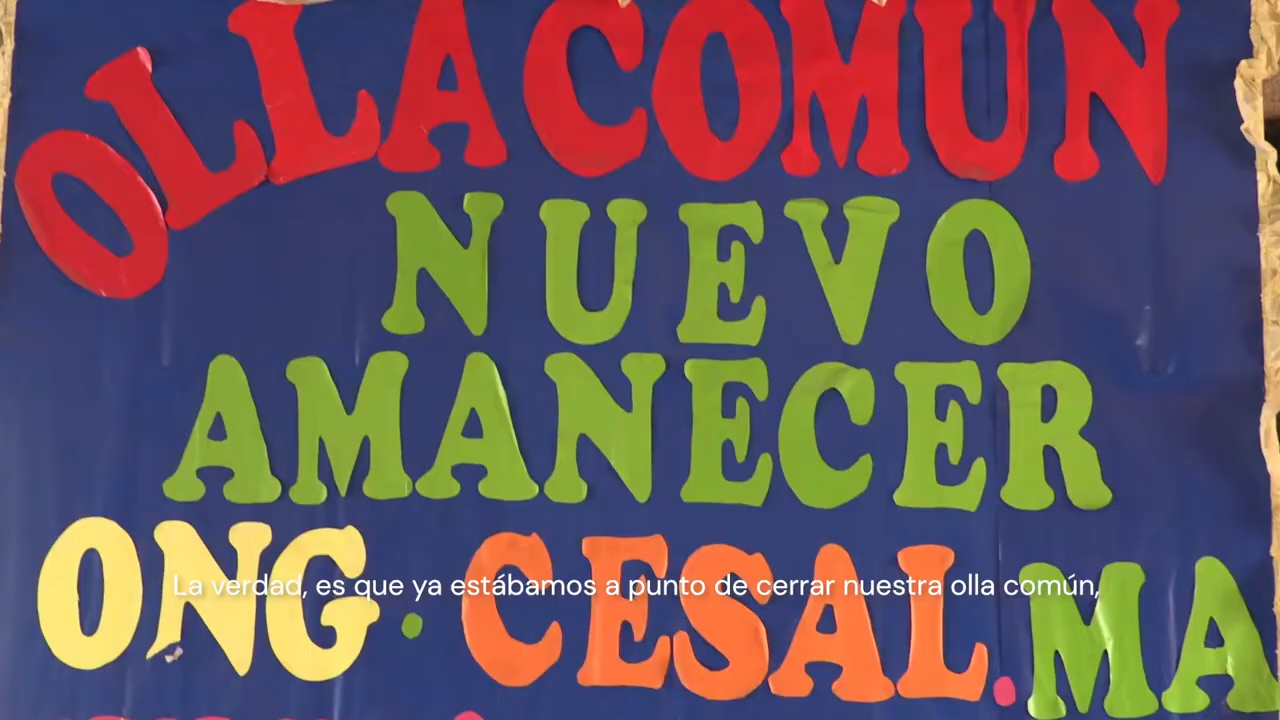 OLLA COMUN
NUEVO
AMANECER
ONG. CESAL. MA
La verdad, es que ya estábamos a punto de cerrar nuestra olla común,